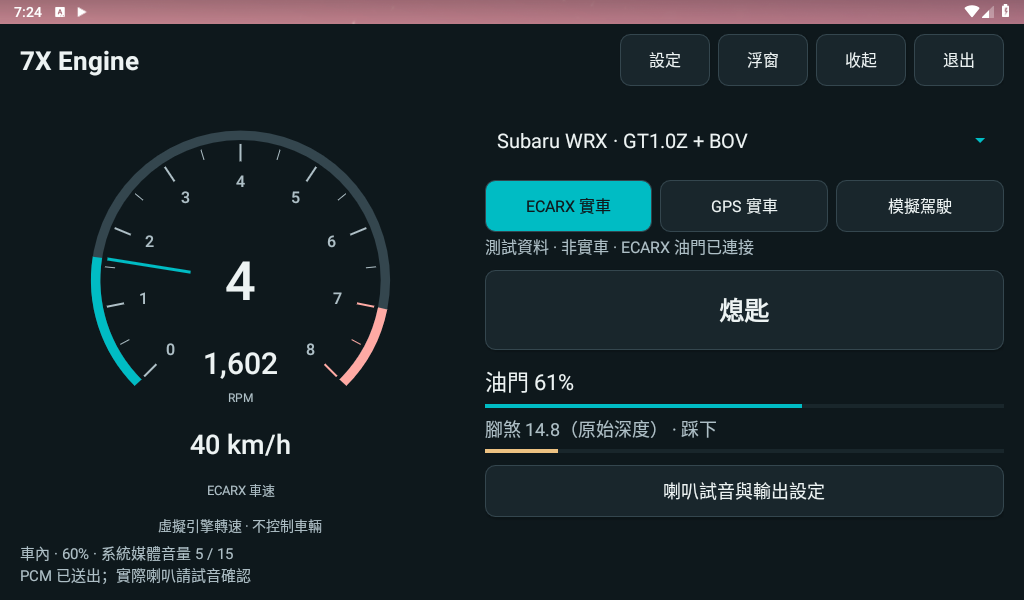 7:24
7X Engine
設定
浮窗
收起
退出
Subaru WRX · GT1.0Z + BOV
ECARX 實車
GPS 實車
模擬駕駛
測試資料 · 非實車 · ECARX 油門已連接
熄匙
油門 61%
腳煞 14.8（原始深度） · 踩下
喇叭試音與輸出設定
0
1
2
3
4
5
6
7
8
4
1,602
RPM
40 km/h
ECARX 車速
虛擬引擎轉速 · 不控制車輛
車內 · 60% · 系統媒體音量 5 / 15
PCM 已送出；實際喇叭請試音確認